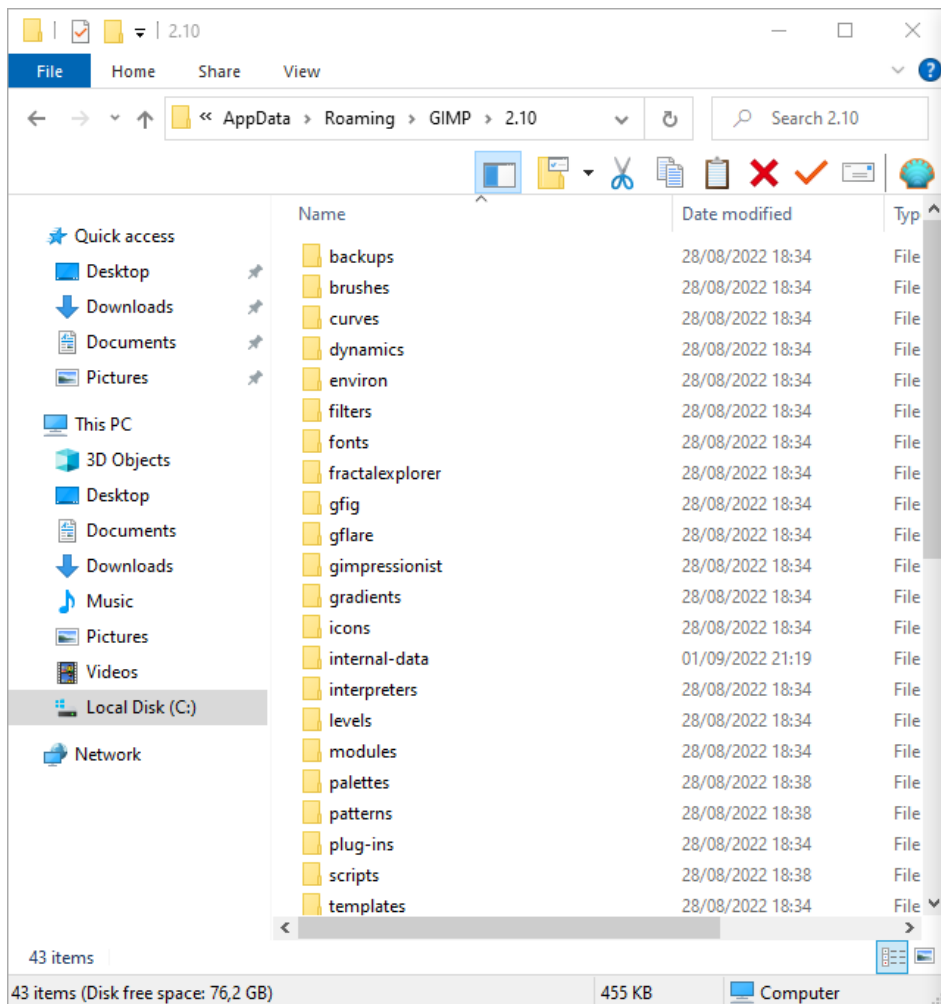 2.10
File Home Share View
« AppData > Roaming > GIMP > 2.10 Search 2.10
Name Date modified Typ
Quick access
Desktop
Downloads
Documents
Pictures
This PC
3D Objects
Desktop
Documents
Downloads
Music
Pictures
Videos
Local Disk (C:)
Network
backups 28/08/2022 18:34 File
brushes 28/08/2022 18:34 File
curves 28/08/2022 18:34 File
dynamics 28/08/2022 18:34 File
environ 28/08/2022 18:34 File
filters 28/08/2022 18:34 File
fonts 28/08/2022 18:34 File
fractalexplorer 28/08/2022 18:34 File
gfig 28/08/2022 18:34 File
gflare 28/08/2022 18:34 File
gimpressionist 28/08/2022 18:34 File
gradients 28/08/2022 18:34 File
icons 28/08/2022 18:34 File
internal-data 01/09/2022 21:19 File
interpreters 28/08/2022 18:34 File
levels 28/08/2022 18:34 File
modules 28/08/2022 18:34 File
palettes 28/08/2022 18:38 File
patterns 28/08/2022 18:38 File
plug-ins 28/08/2022 18:34 File
scripts 28/08/2022 18:38 File
templates 28/08/2022 18:34 File
43 items
43 items (Disk free space: 76,2 GB) 455 KB Computer